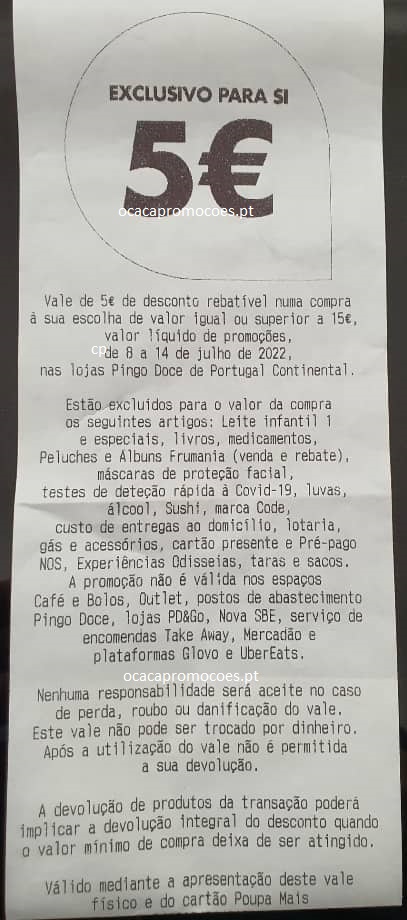 EXCLUSIVO PARA SI
5€
ocacapromocoes.pt
Vale de 5€ de desconto rebatível numa compra
à sua escolha de valor igual ou superior a 15€,
valor líquido de promoções,
de 8 a 14 de julho de 2022,
nas lojas Pingo Doce de Portugal Continental.
Estão excluídos para o valor da compra
os seguintes artigos: Leite infantil 1
e especiais, livros, medicamentos,
Peluches e Albuns Frumania (venda e rebate),
máscaras de proteção facial,
testes de deteção rápida à Covid-19, luvas,
álcool, Sushi, marca Code,
custo de entregas ao domicílio, lotaria,
gás e acessórios, cartão presente e Pré-pago
NOS, Experiências Odisseias, taras e sacos.
A promoção não é válida nos espaços
Café e Bolos, Outlet, postos de abastecimento
Pingo Doce, lojas PD&Go, Nova SBE, serviço de
encomendas Take Away, Mercadão e
plataformas Glovo e UberEats.
ocacapromocoes.pt
Nenhuma responsabilidade será aceite no caso
de perda, roubo ou danificação do vale.
Este vale não pode ser trocado por dinheiro.
Após a utilização do vale não é permitida
a sua devolução.
A devolução de produtos da transação poderá
implicar a devolução integral do desconto quando
o valor mínimo de compra deixa de ser atingido.
Válido mediante a apresentação deste vale
físico e do cartão Poupa Mais